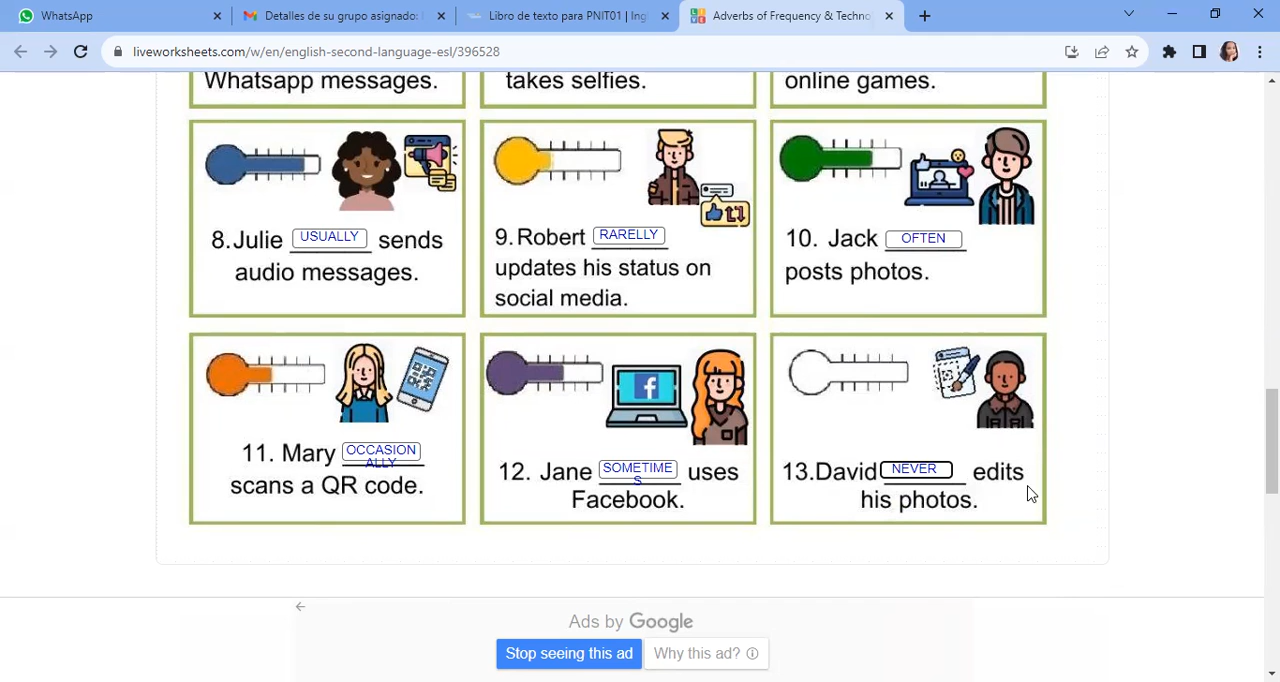 WhatsApp
Detalles de su grupo asignado:
Libro de texto para PNIT01 | Ing
Adverbs of Frequency & Techno
liveworksheets.com/w/en/english-second-language-esl/396528
Whatsapp messages.
takes selfies.
online games.
8.Julie USUALLY sends
audio messages.
9.Robert RARELLY
updates his status on
social media.
10. Jack OFTEN
posts photos.
11. Mary OCCASION
ALLY
scans a QR code.
12. Jane SOMETIME
S
uses
Facebook.
13.David NEVER edits
his photos.
Ads by Google
Stop seeing this ad
Why this ad?